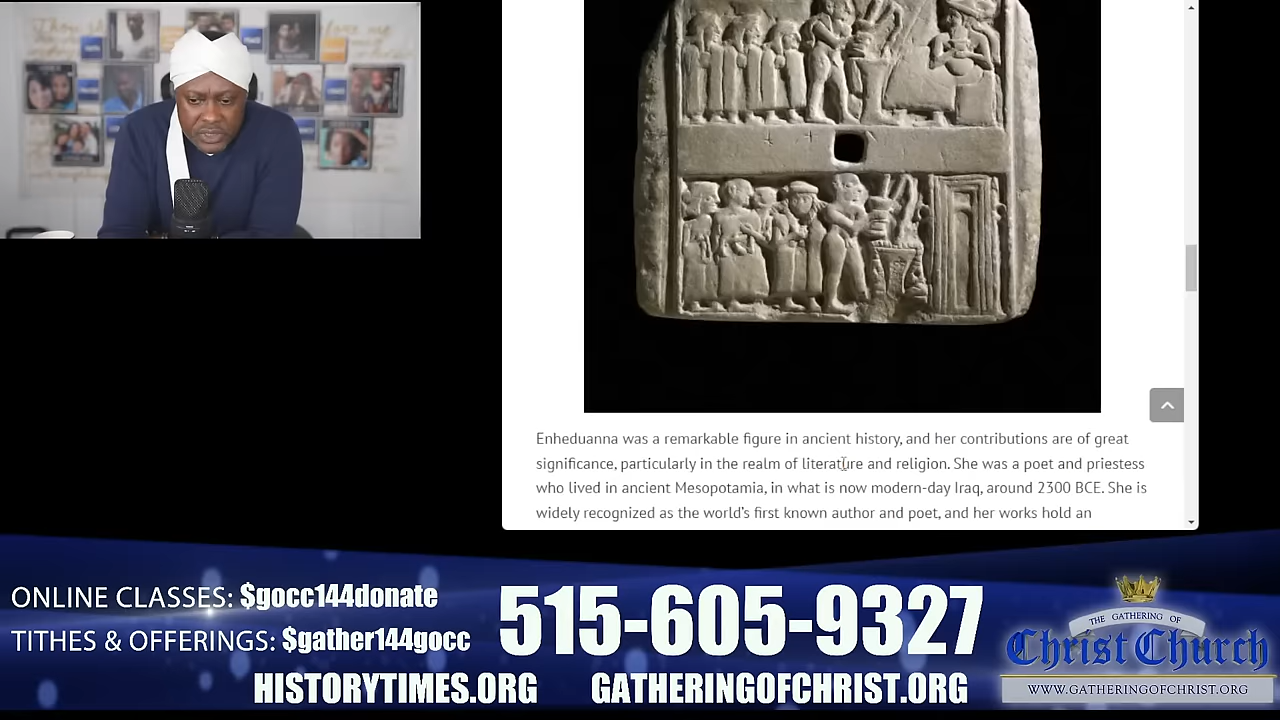 Enheduanna was a remarkable figure in ancient history, and her contributions are of great
significance, particularly in the realm of literature and religion. She was a poet and priestess
who lived in ancient Mesopotamia, in what is now modern-day Iraq, around 2300 BCE. She is
widely recognized as the world's first known author and poet, and her works hold an
ONLINE CLASSES: $gocc144donate
TITHES & OFFERINGS: $gather144gocc
515-605-9327
HISTORYTIMES.ORG
GATHERINGOFCHRIST.ORG
THE GATHERING OF
Christ Church
WWW.GATHERINGOFCHRIST.ORG